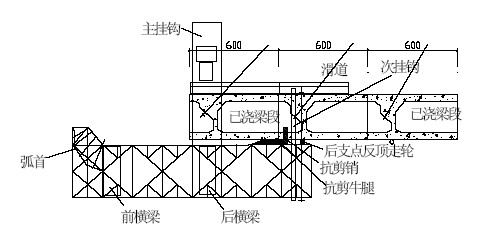 主挂钩
600
600
600
滑道
次挂钩
已浇梁段
已浇梁段
弧首
后支点反顶走轮
抗剪销
抗剪牛腿
前横梁
后横梁